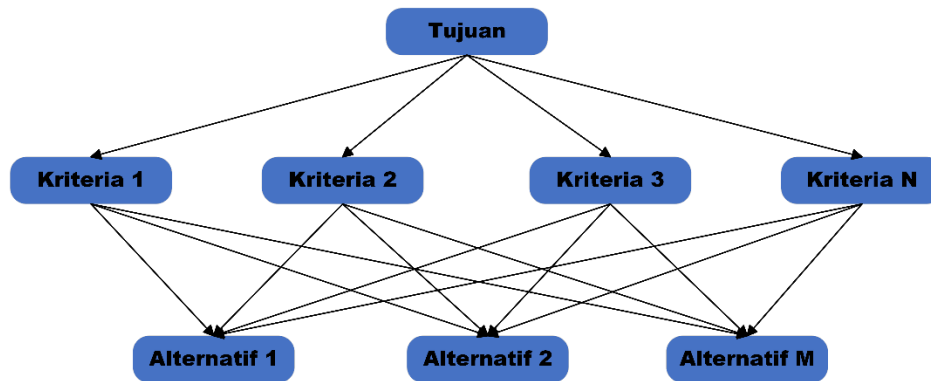 Tujuan
Kriteria 1
Kriteria 2
Kriteria 3
Kriteria N
Alternatif 1
Alternatif 2
Alternatif M